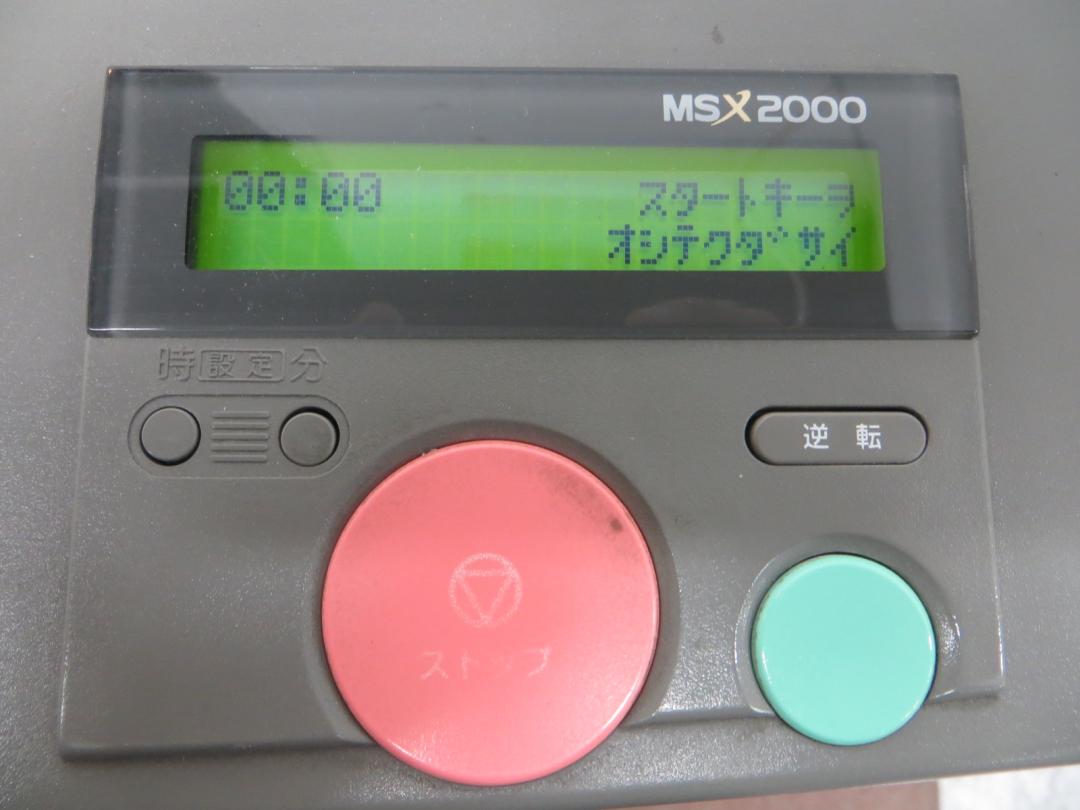 MSX2000
00:00 スタートキーヲ
オシテクダサイ
時 設定 分
逆転
ストップ